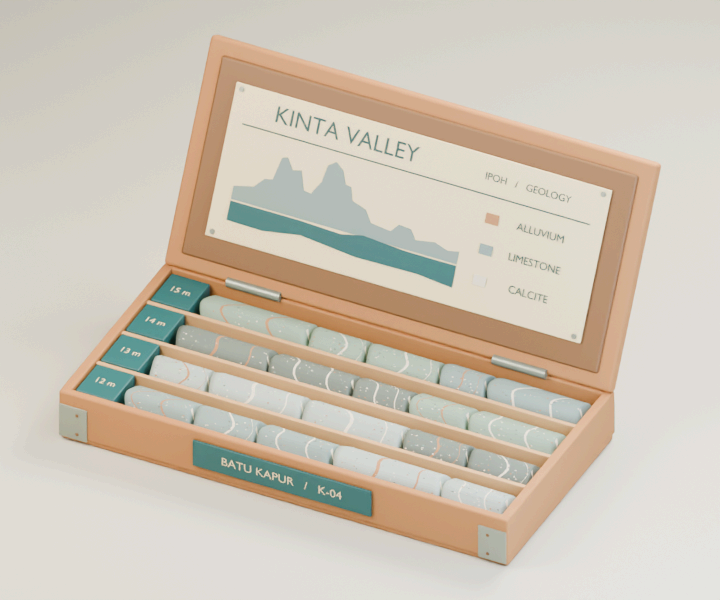 KINTA VALLEY
IPOH / GEOLOGY
ALLUVIUM
LIMESTONE
CALCITE
15 m
14 m
13 m
12 m
BATU KAPUR / K-04